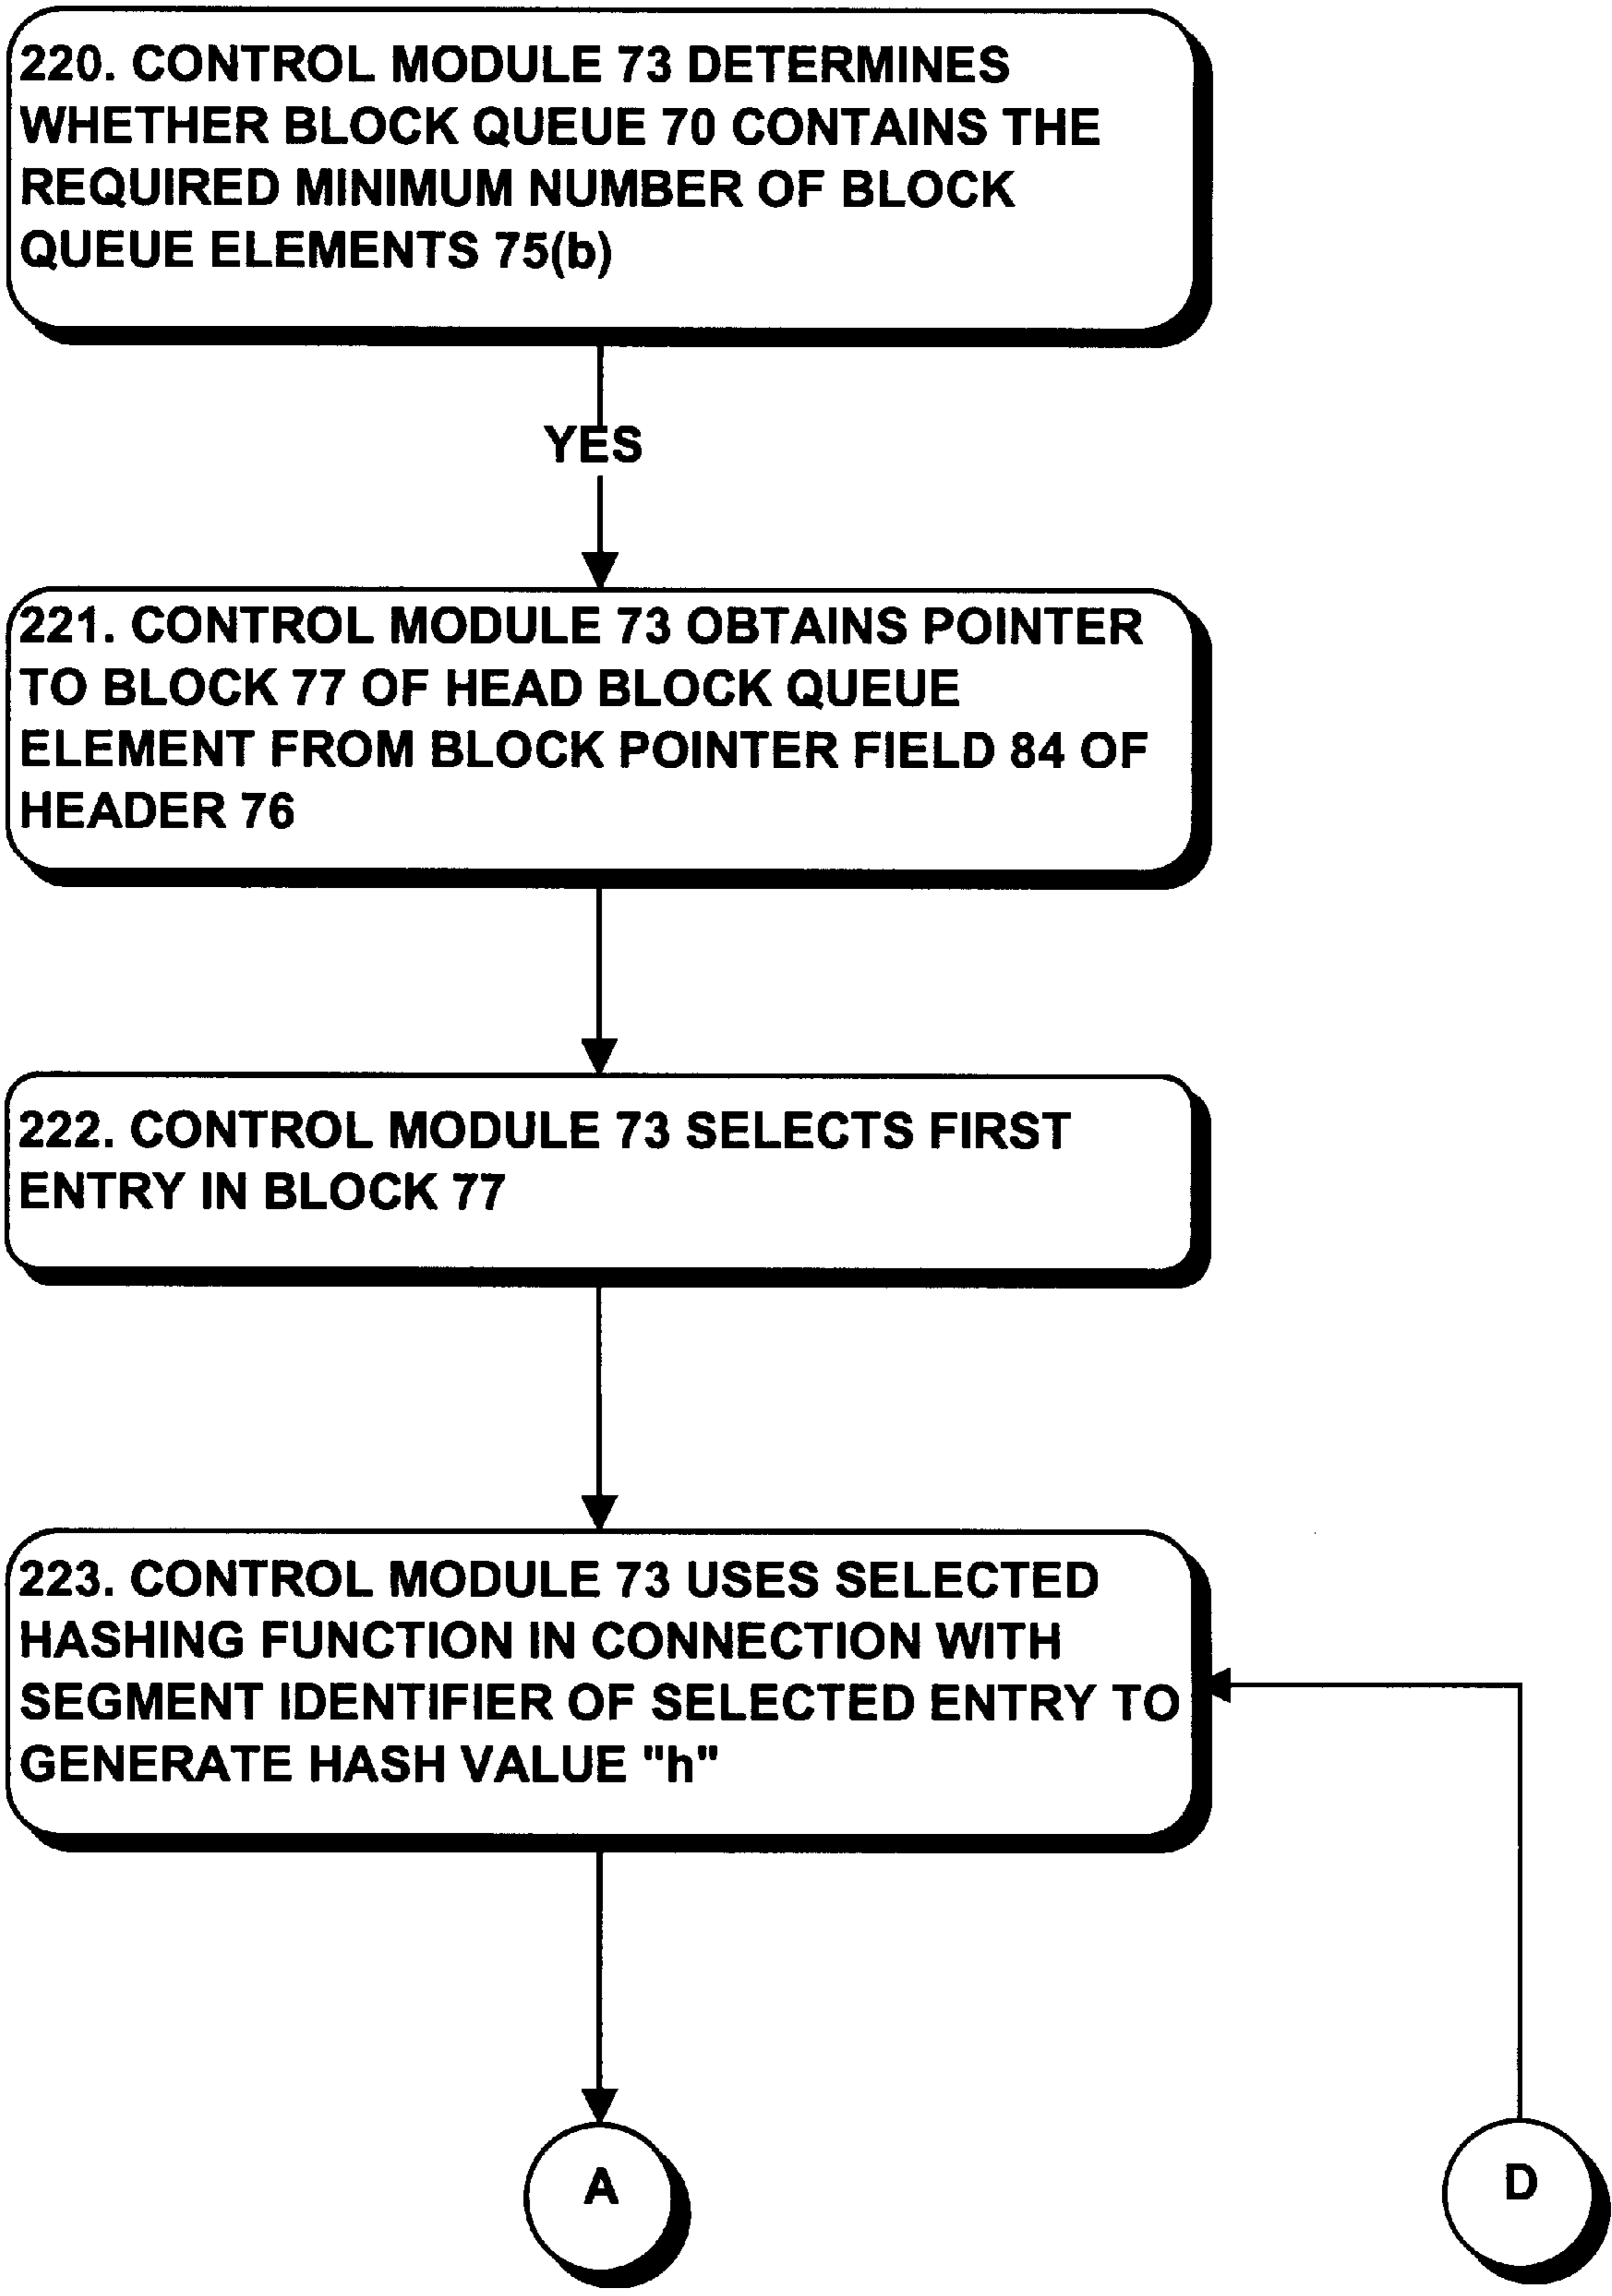 220. CONTROL MODULE 73 DETERMINES
WHETHER BLOCK QUEUE 70 CONTAINS THE
REQUIRED MINIMUM NUMBER OF BLOCK
QUEUE ELEMENTS 75(b)
YES
221. CONTROL MODULE 73 OBTAINS POINTER
TO BLOCK 77 OF HEAD BLOCK QUEUE
ELEMENT FROM BLOCK POINTER FIELD 84 OF
HEADER 76
222. CONTROL MODULE 73 SELECTS FIRST
ENTRY IN BLOCK 77
223. CONTROL MODULE 73 USES SELECTED
HASHING FUNCTION IN CONNECTION WITH
SEGMENT IDENTIFIER OF SELECTED ENTRY TO
GENERATE HASH VALUE "h"
A
D